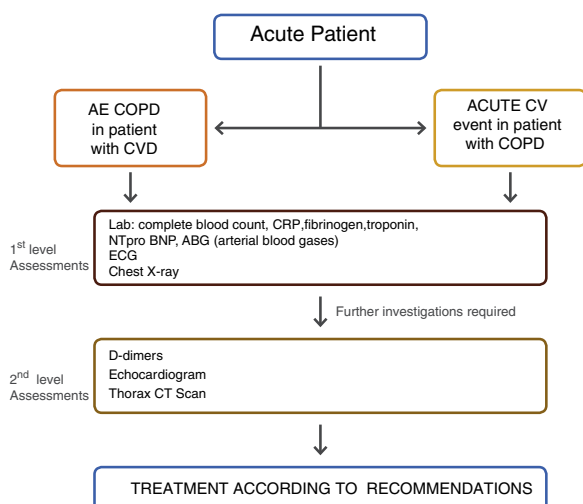 Acute Patient
AE COPD
in patient
with CVD
ACUTE CV
event in patient
with COPD
1st level
Assessments
Lab: complete blood count, CRP,fibrinogen,troponin,
NTpro BNP, ABG (arterial blood gases)
ECG
Chest X-ray
Further investigations required
2nd level
Assessments
D-dimers
Echocardiogram
Thorax CT Scan
TREATMENT ACCORDING TO RECOMMENDATIONS